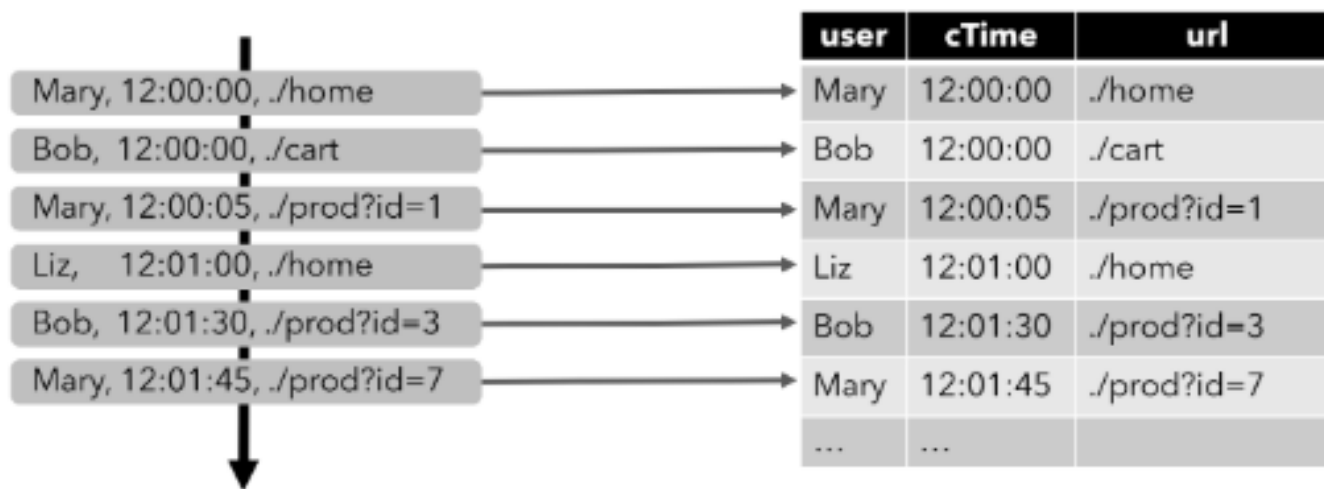 Mary, 12:00:00, ./home
Bob, 12:00:00, ./cart
Mary, 12:00:05, ./prod?id=1
Liz, 12:01:00, ./home
Bob, 12:01:30, ./prod?id=3
Mary, 12:01:45, ./prod?id=7
user cTime url
Mary 12:00:00 ./home
Bob 12:00:00 ./cart
Mary 12:00:05 ./prod?id=1
Liz 12:01:00 ./home
Bob 12:01:30 ./prod?id=3
Mary 12:01:45 ./prod?id=7
... ...